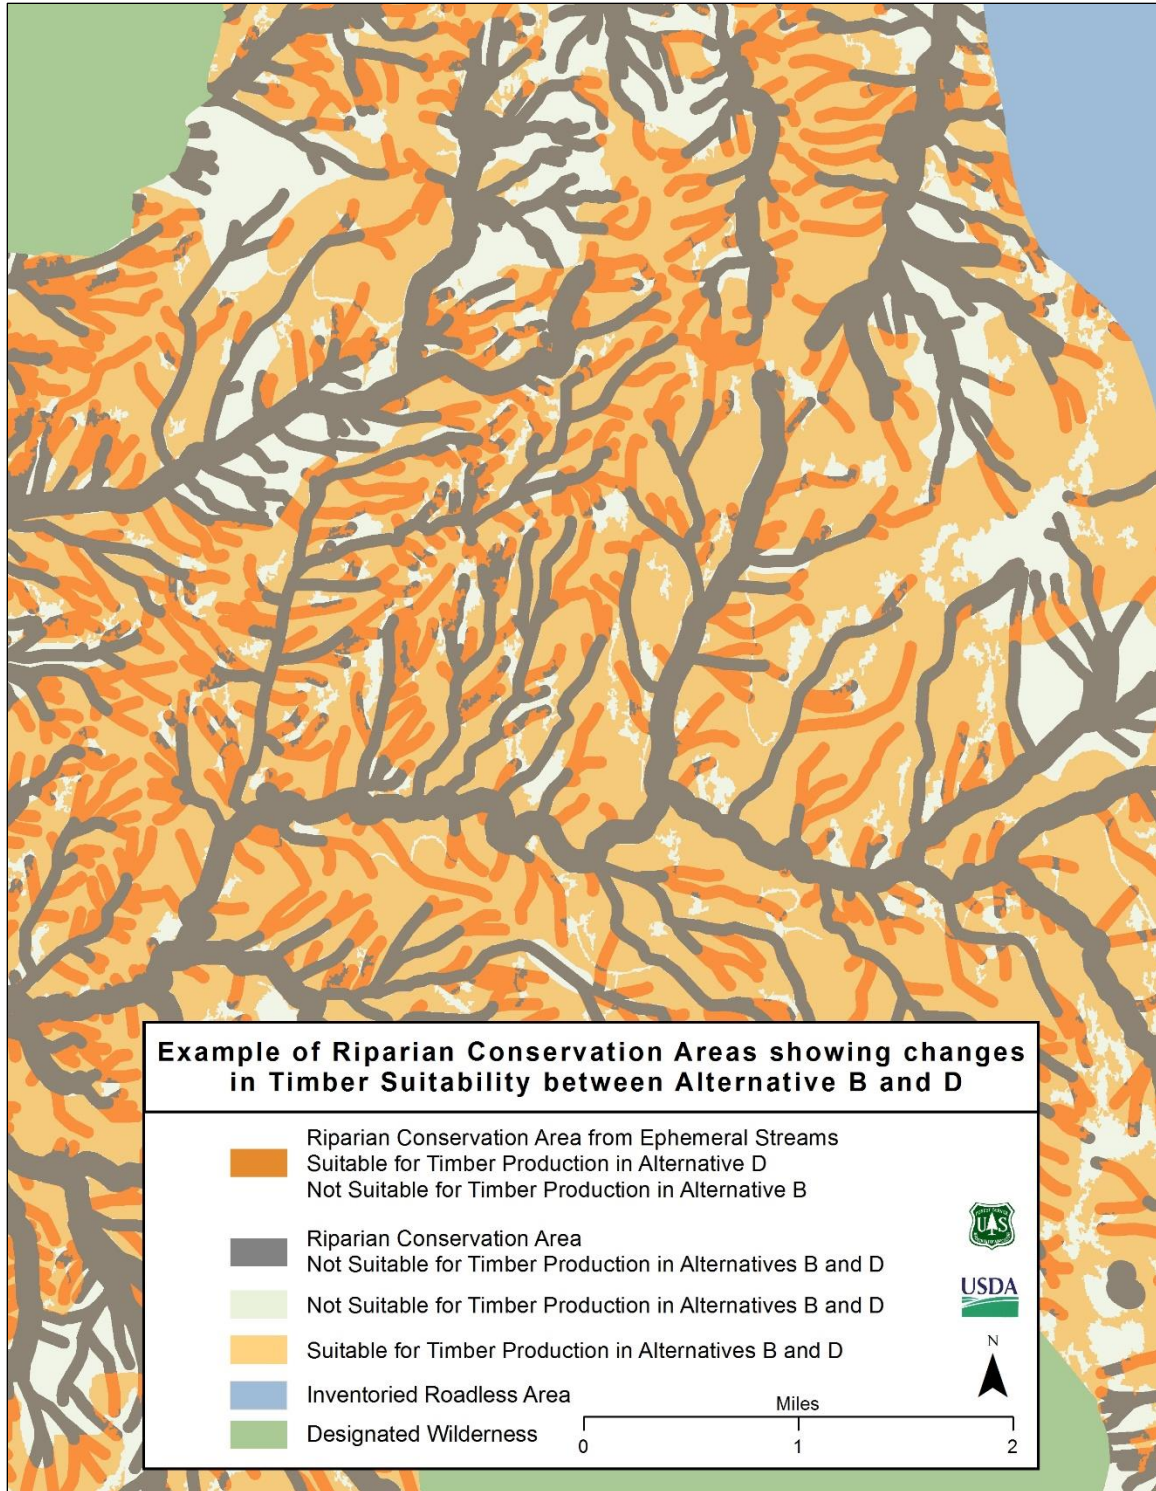 Example of Riparian Conservation Areas showing changes
in Timber Suitability between Alternative B and D
Riparian Conservation Area from Ephemeral Streams
Suitable for Timber Production in Alternative D
Not Suitable for Timber Production in Alternative B
Riparian Conservation Area
Not Suitable for Timber Production in Alternatives B and D
Not Suitable for Timber Production in Alternatives B and D
Suitable for Timber Production in Alternatives B and D
Inventoried Roadless Area
Designated Wilderness
FOREST SERVICE
U S
USDA
N
Miles
0 1 2